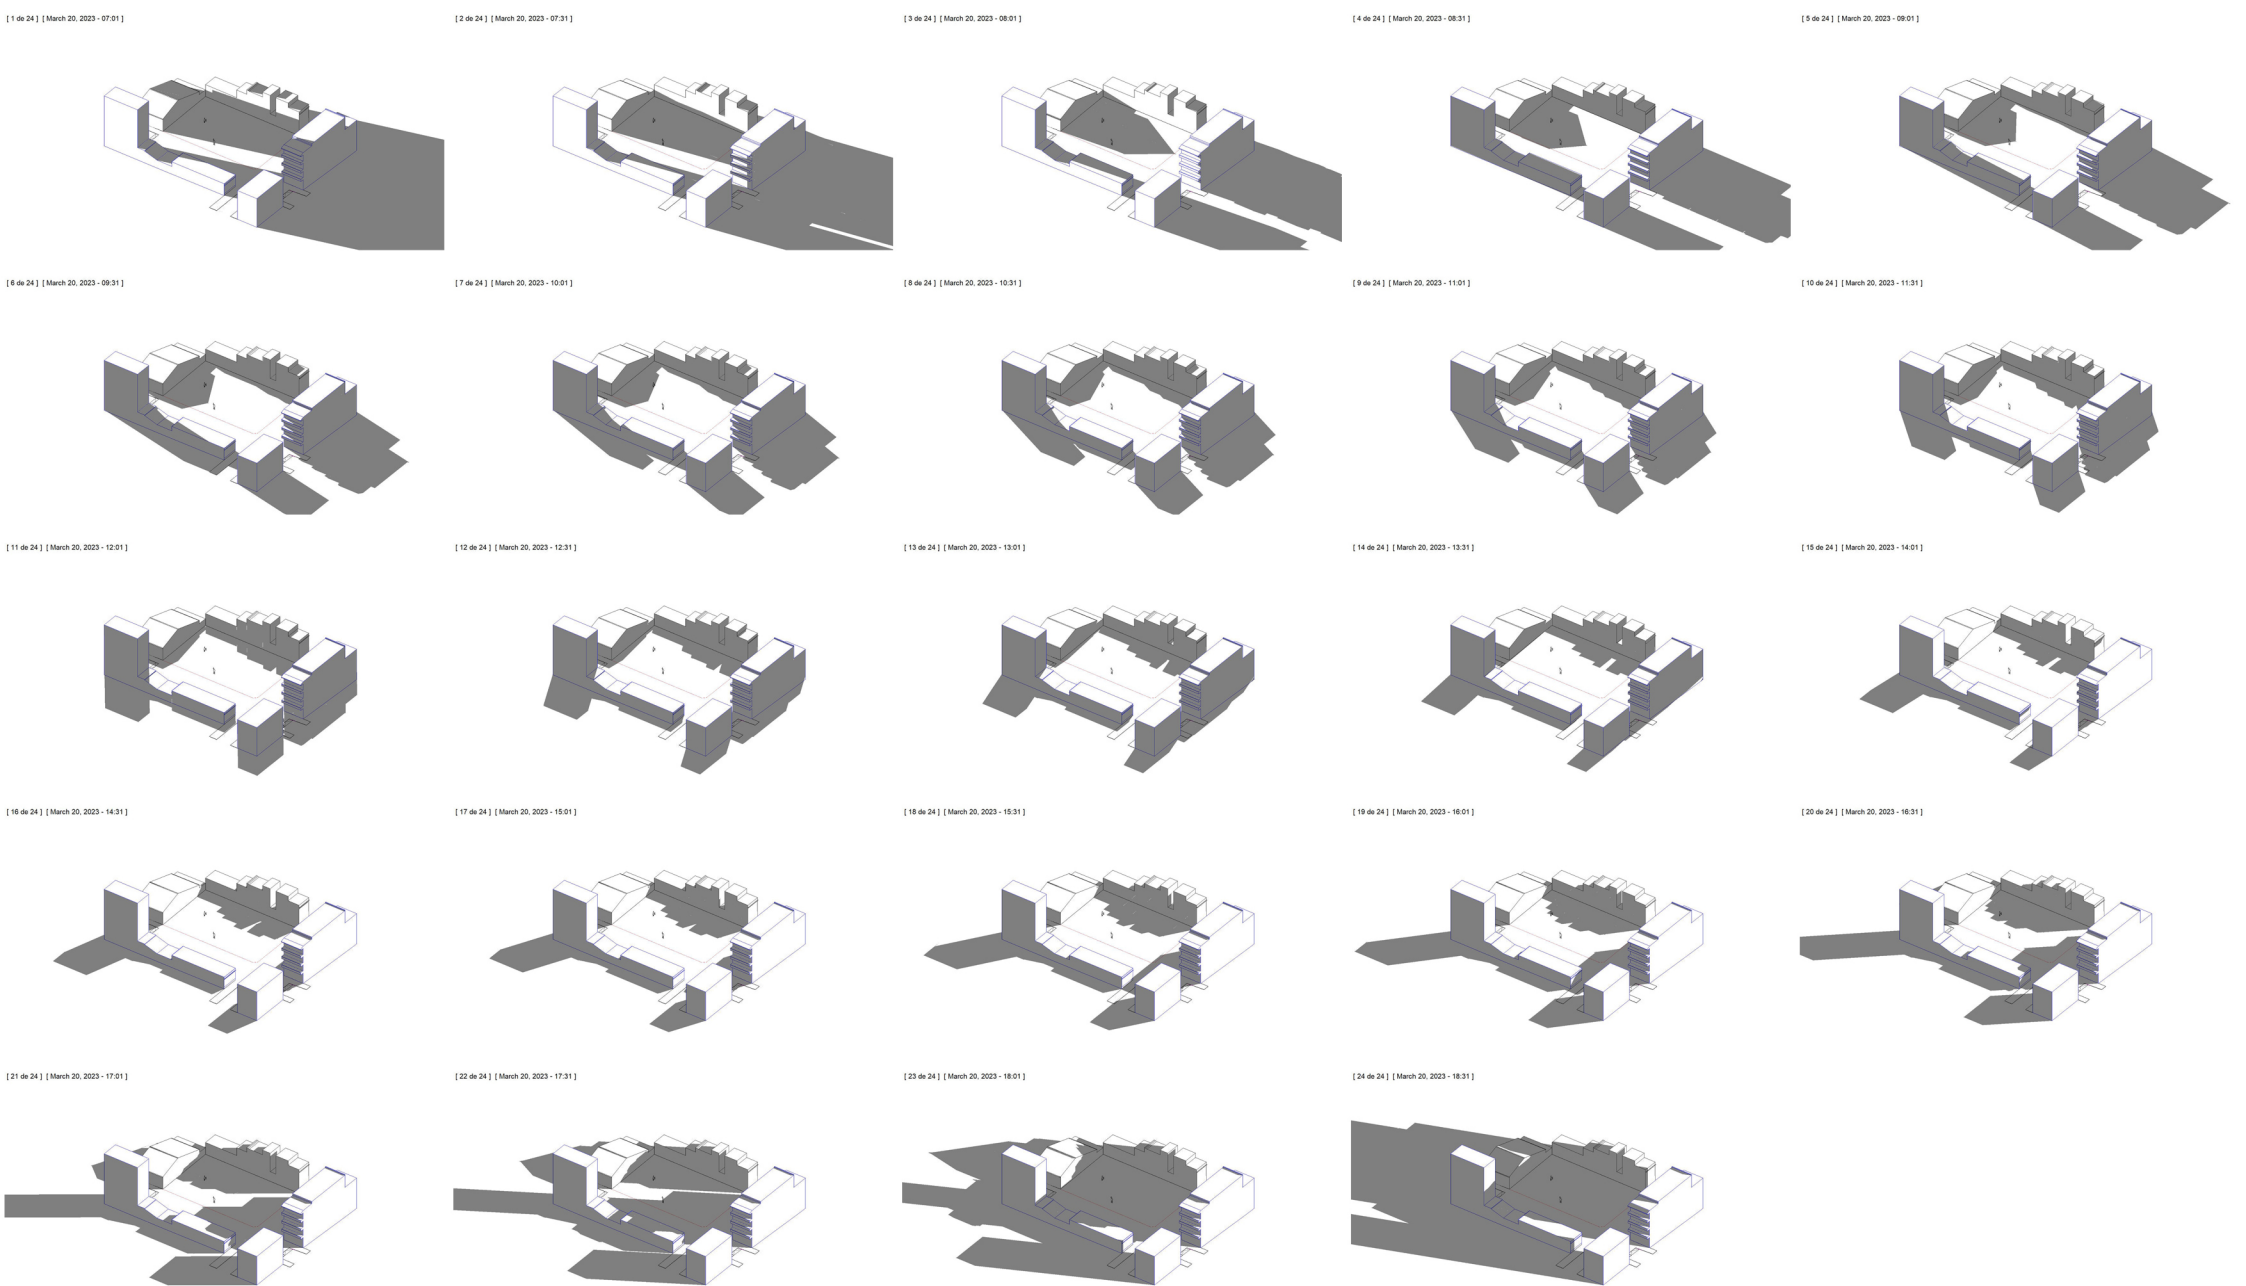 [ 1 de 24 ] [ March 20, 2023 - 07:01 ]
[ 2 de 24 ] [ March 20, 2023 - 07:31 ]
[ 3 de 24 ] [ March 20, 2023 - 08:01 ]
[ 4 de 24 ] [ March 20, 2023 - 08:31 ]
[ 5 de 24 ] [ March 20, 2023 - 09:01 ]
[ 6 de 24 ] [ March 20, 2023 - 09:31 ]
[ 7 de 24 ] [ March 20, 2023 - 10:01 ]
[ 8 de 24 ] [ March 20, 2023 - 10:31 ]
[ 9 de 24 ] [ March 20, 2023 - 11:01 ]
[ 10 de 24 ] [ March 20, 2023 - 11:31 ]
[ 11 de 24 ] [ March 20, 2023 - 12:01 ]
[ 12 de 24 ] [ March 20, 2023 - 12:31 ]
[ 13 de 24 ] [ March 20, 2023 - 13:01 ]
[ 14 de 24 ] [ March 20, 2023 - 13:31 ]
[ 15 de 24 ] [ March 20, 2023 - 14:01 ]
[ 16 de 24 ] [ March 20, 2023 - 14:31 ]
[ 17 de 24 ] [ March 20, 2023 - 15:01 ]
[ 18 de 24 ] [ March 20, 2023 - 15:31 ]
[ 19 de 24 ] [ March 20, 2023 - 16:01 ]
[ 20 de 24 ] [ March 20, 2023 - 16:31 ]
[ 21 de 24 ] [ March 20, 2023 - 17:01 ]
[ 22 de 24 ] [ March 20, 2023 - 17:31 ]
[ 23 de 24 ] [ March 20, 2023 - 18:01 ]
[ 24 de 24 ] [ March 20, 2023 - 18:31 ]